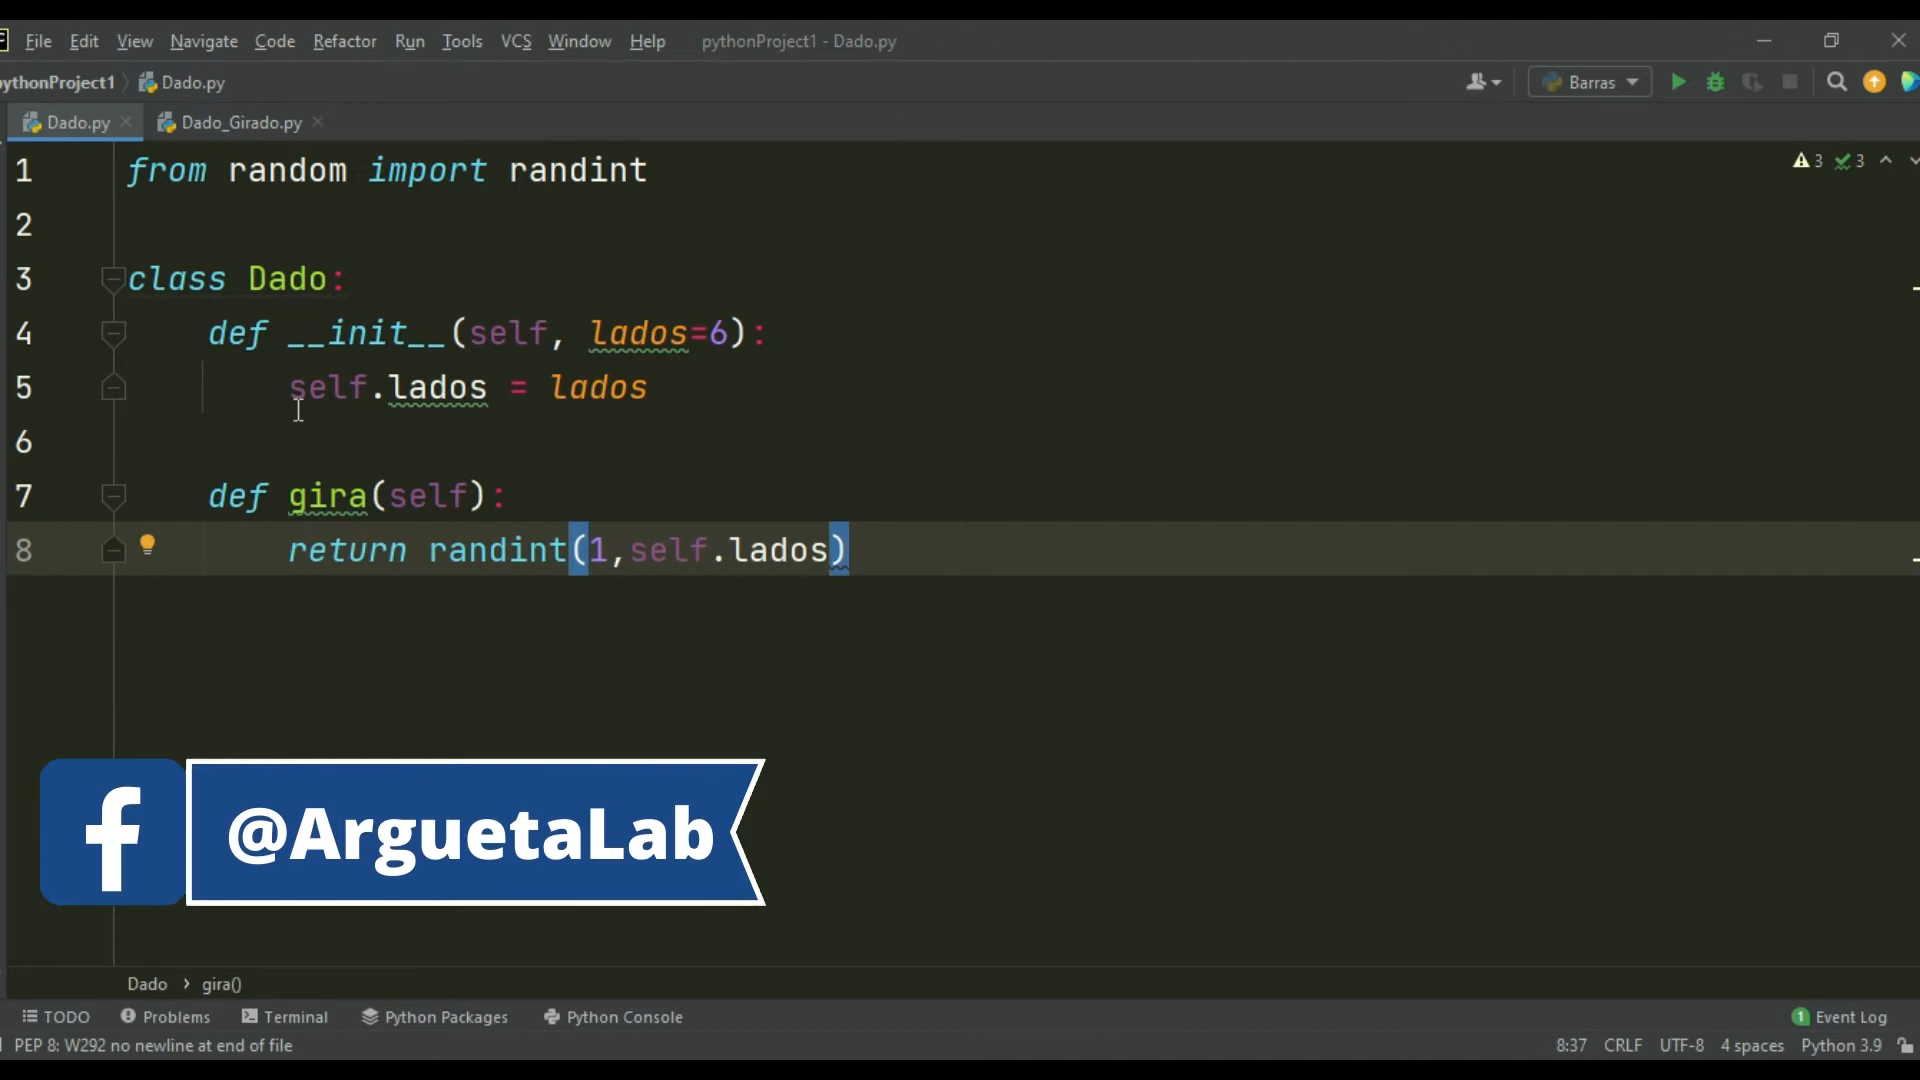 File Edit View Navigate Code Refactor Run Tools VCS Window Help pythonProject1 - Dado.py
pythonProject1 Dado.py Barras
Dado.py Dado_Girado.py
1 from random import randint 3 3
2
3 class Dado:
4 def __init__(self, lados=6):
5 self.lados = lados
6
7 def gira(self):
8 return randint(1,self.lados)
f @ArguetaLab
Dado › gira()
TODO Problems Terminal Python Packages Python Console 1 Event Log
PEP 8: W292 no newline at end of file 8:37 CRLF UTF-8 4 spaces Python 3.9